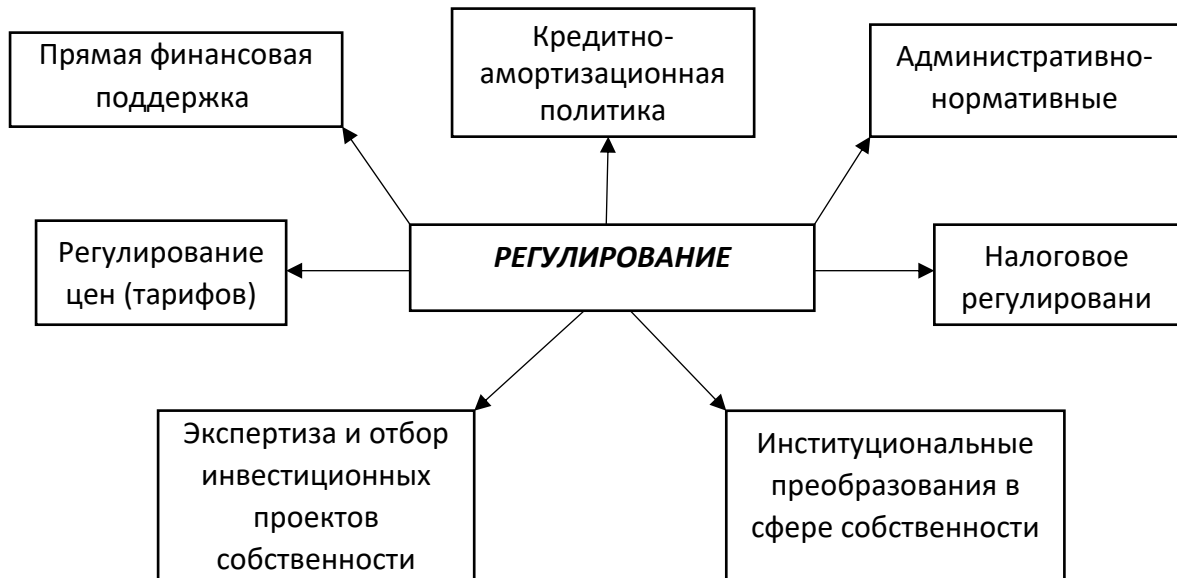 Прямая финансовая
поддержка
Кредитно-
амортизационная
политика
Административно-
нормативные
Регулирование
цен (тарифов)
РЕГУЛИРОВАНИЕ
Налоговое
регулировани
Экспертиза и отбор
инвестиционных
проектов
собственности
Институциональные
преобразования в
сфере собственности